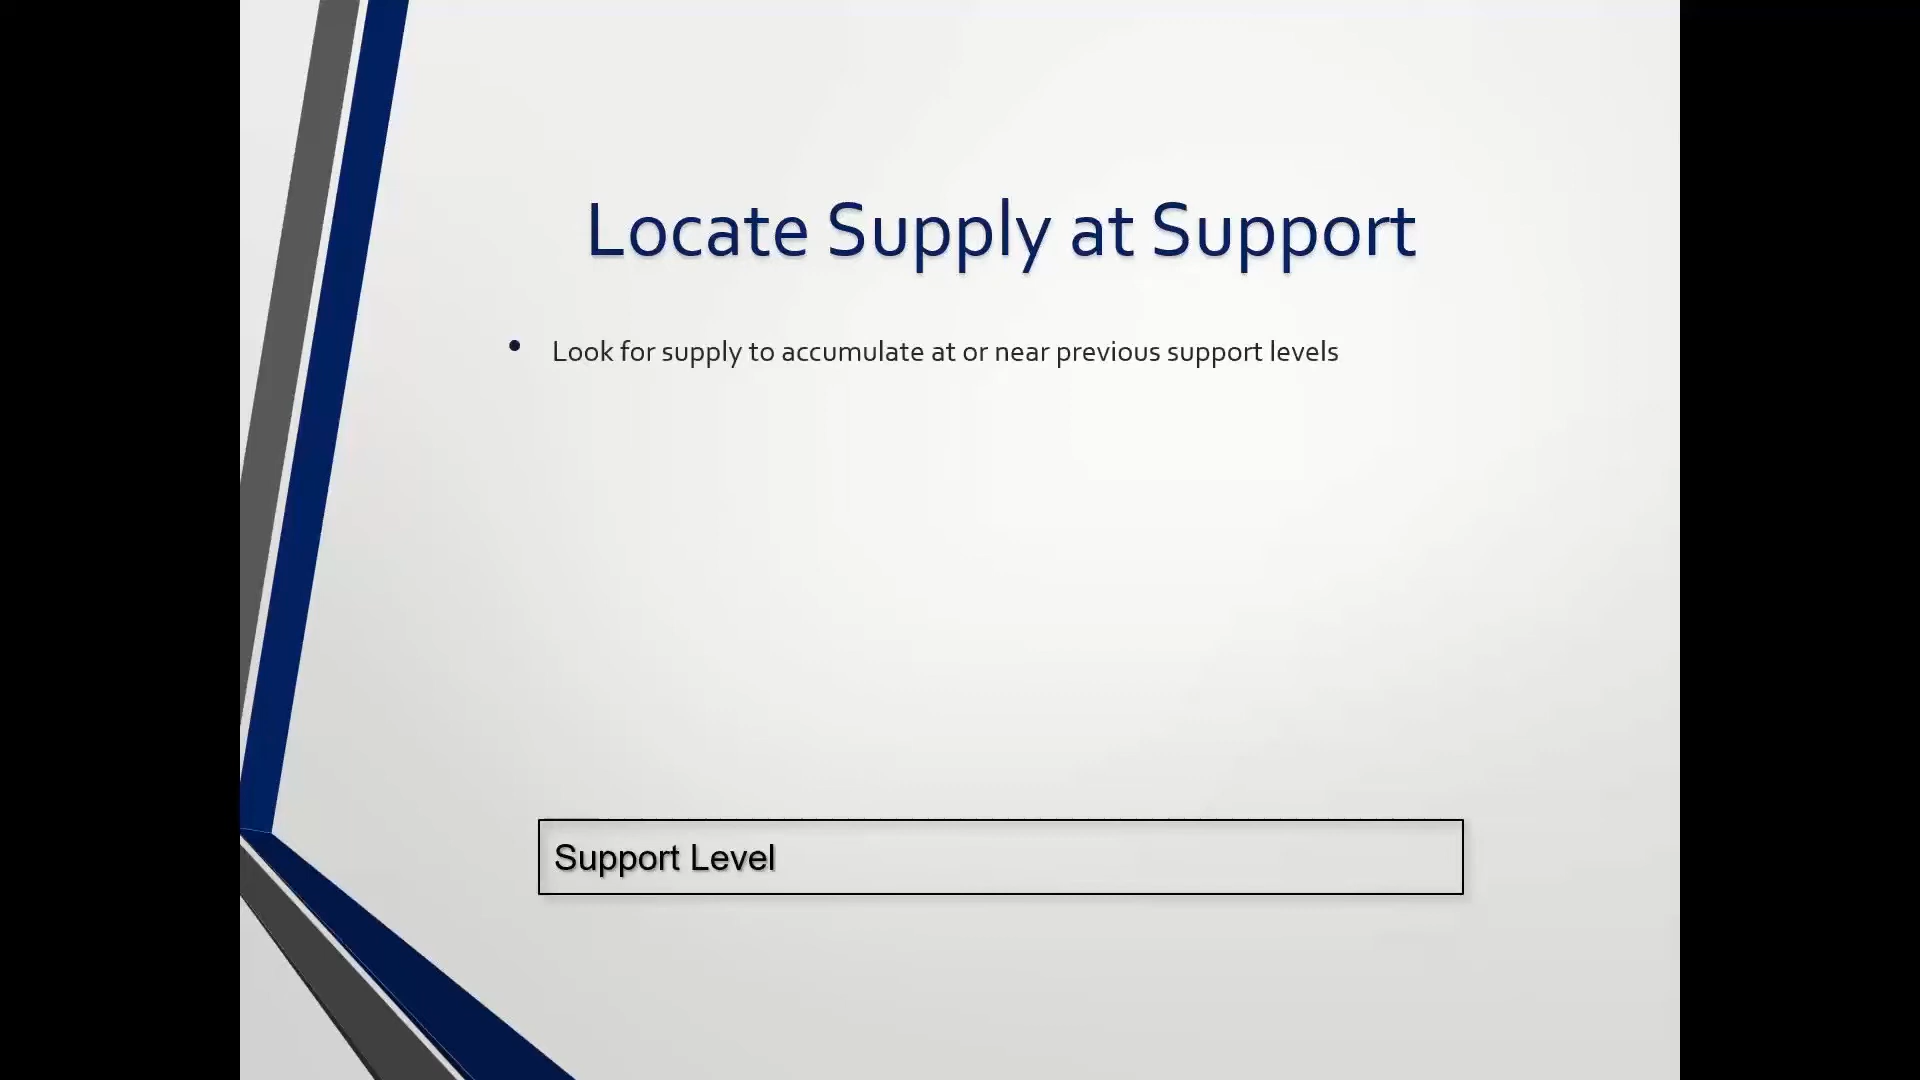 Locate Supply at Support
• Look for supply to accumulate at or near previous support levels
Support Level